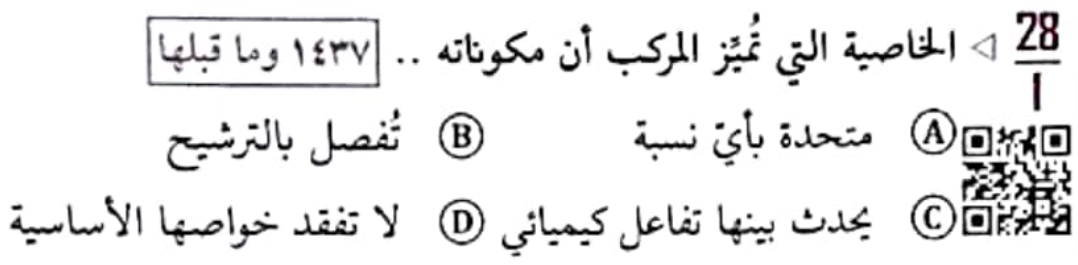 28 ◁ الخاصية التي تُميِّز المركب أن مكوناته .. ١٤٣٧ وما قبلها
1
Ⓐ متحدة بأيّ نسبة Ⓑ تُفصل بالترشيح
Ⓒ يحدث بينها تفاعل كيميائي Ⓓ لا تفقد خواصها الأساسية